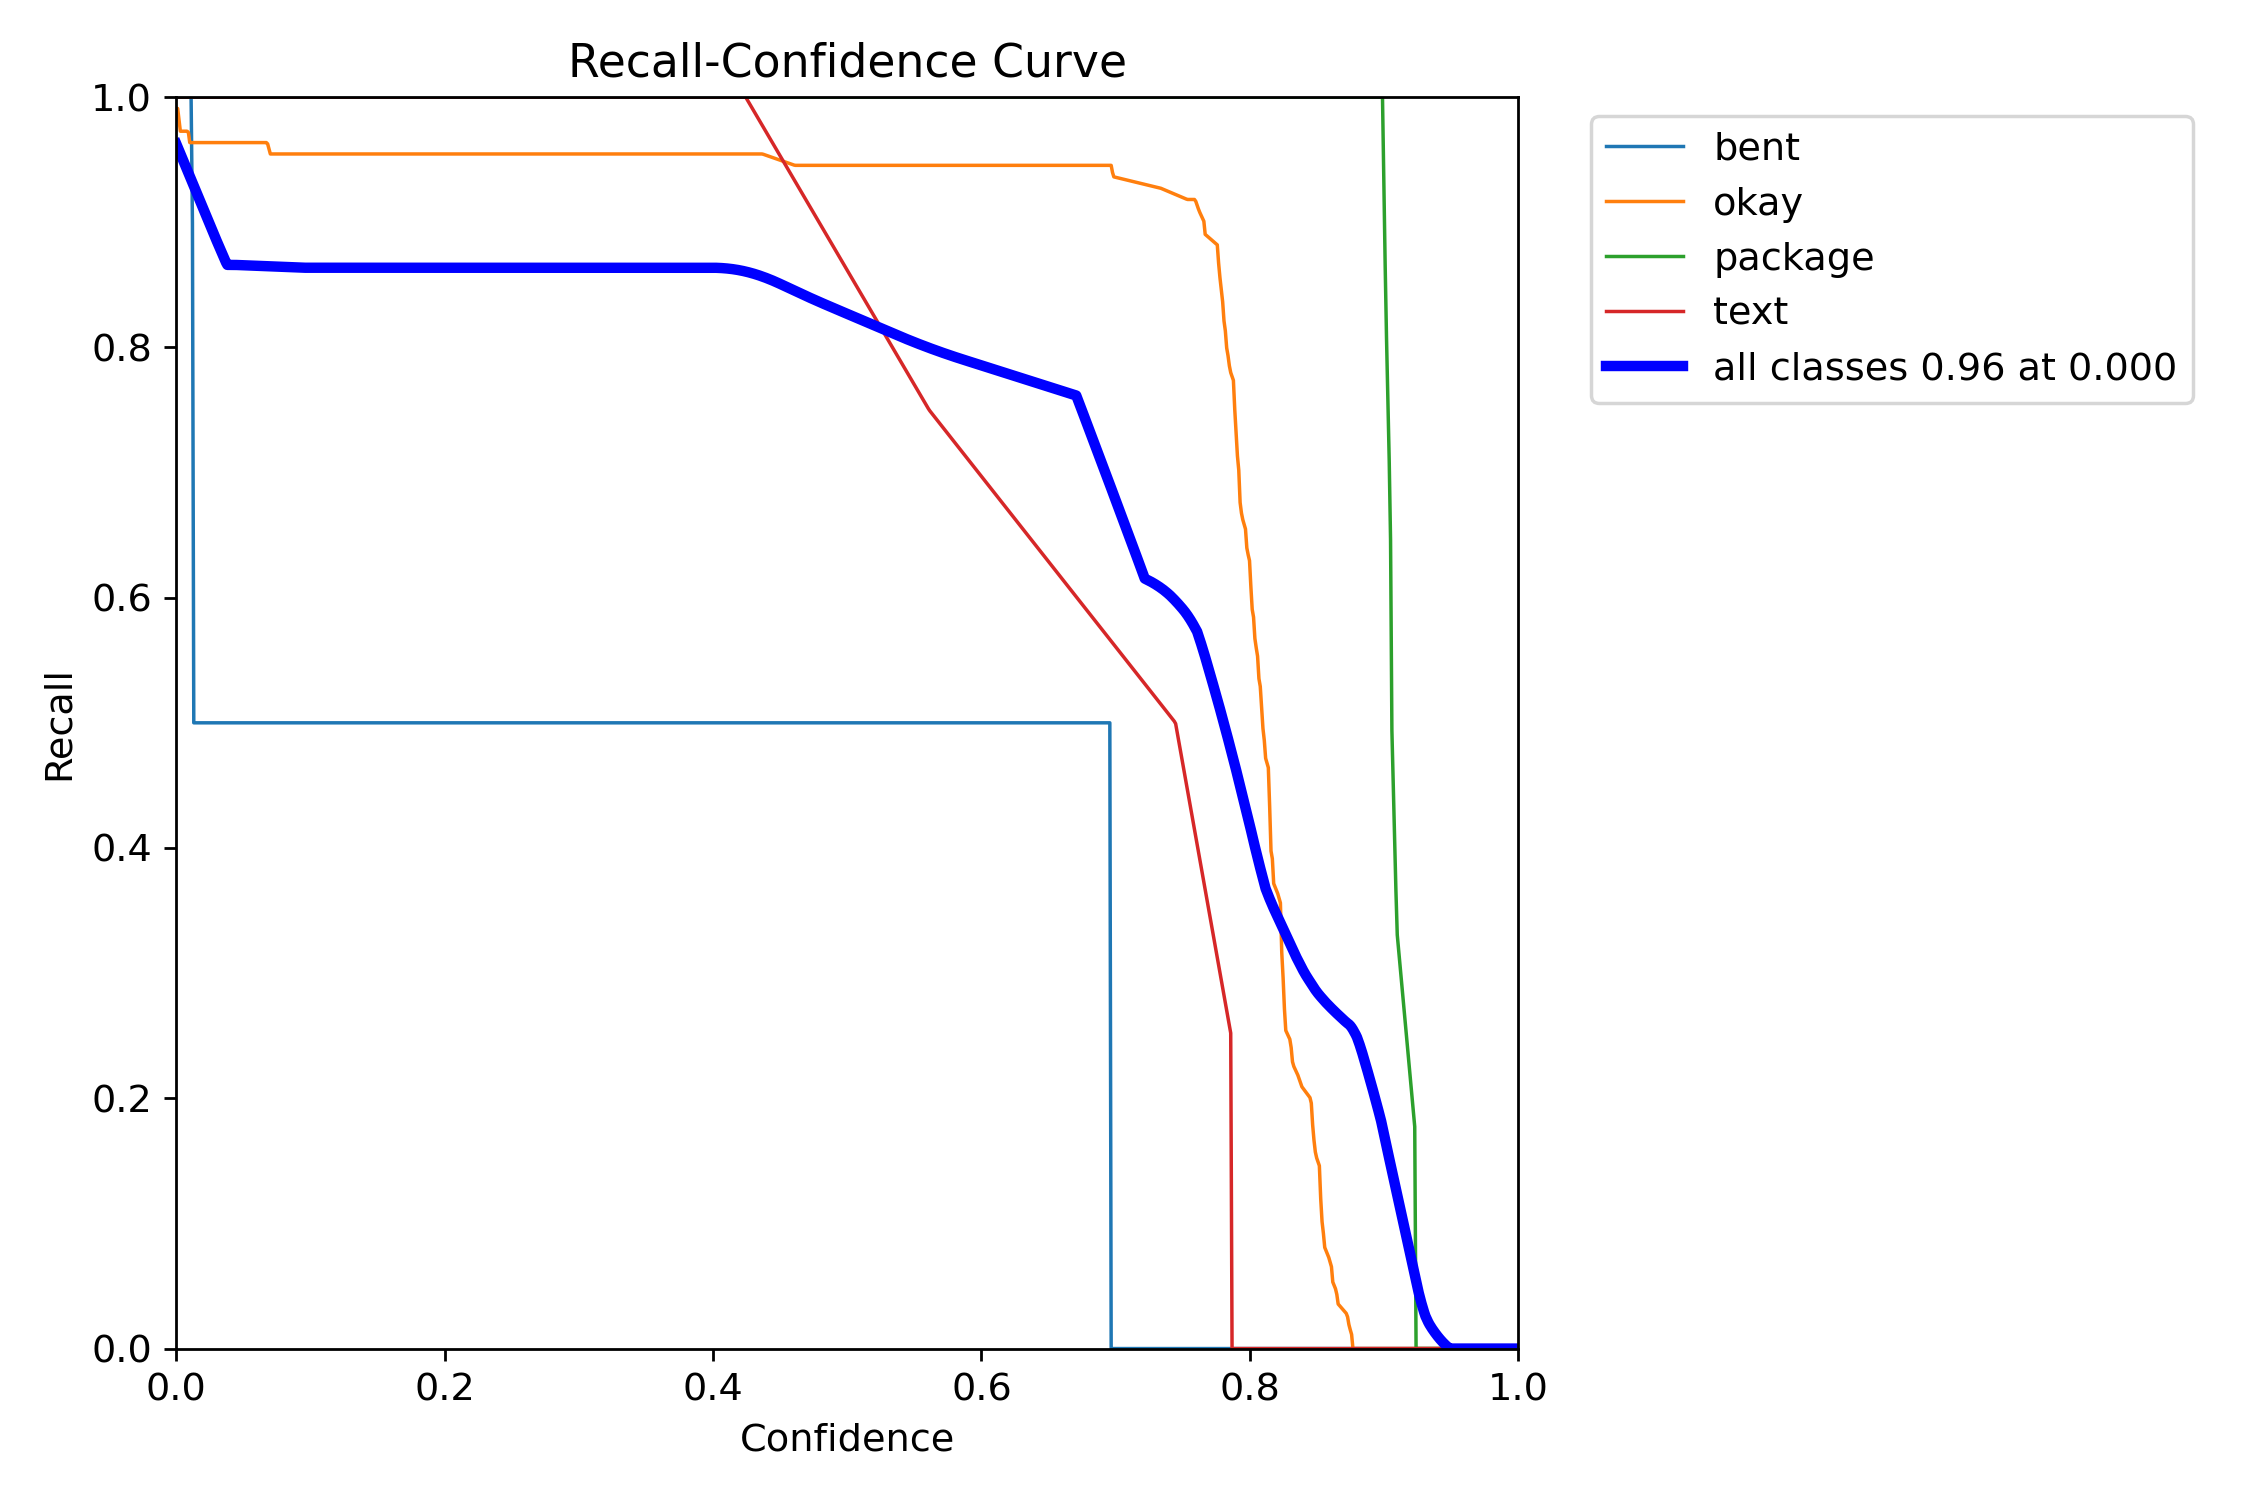 Recall-Confidence Curve
1.0
0.8
0.6
0.4
0.2
0.0
Recall
0.0 0.2 0.4 0.6 0.8 1.0
Confidence
bent
okay
package
text
all classes 0.96 at 0.000